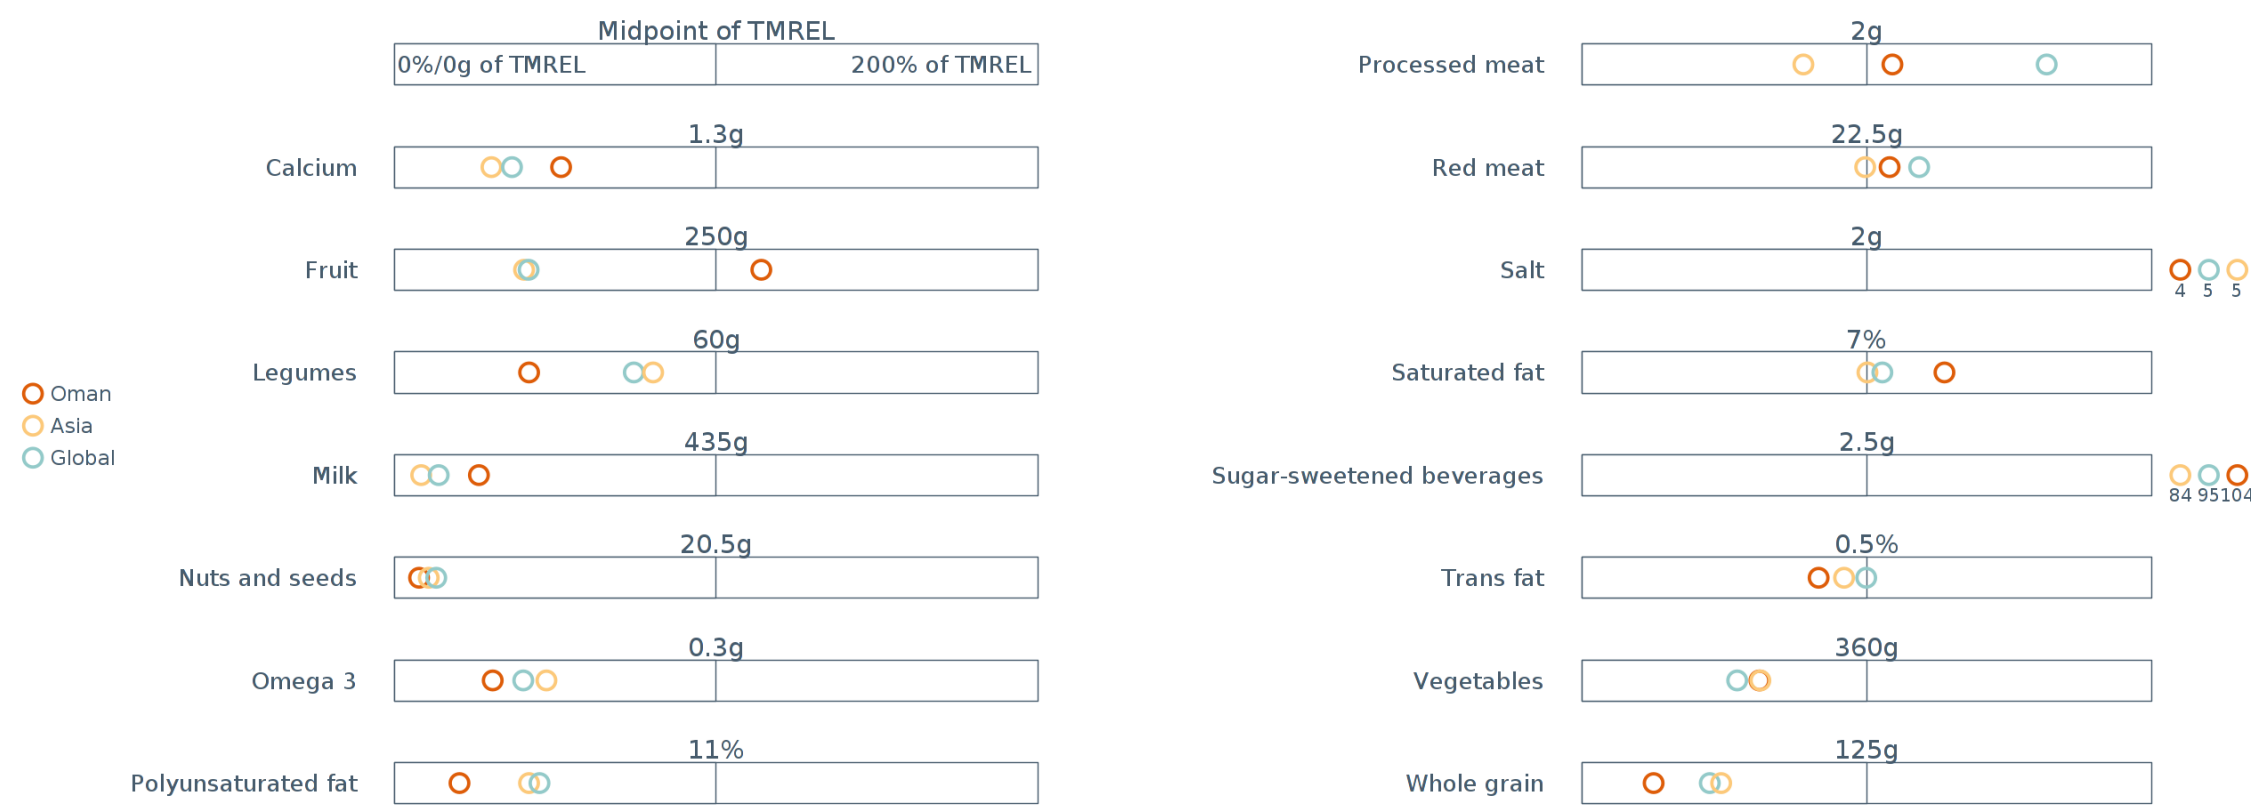 Midpoint of TMREL
0%/0g of TMREL 200% of TMREL
1.3g
Calcium
250g
Fruit
60g
Legumes
435g
Milk
20.5g
Nuts and seeds
0.3g
Omega 3
11%
Polyunsaturated fat
Oman
Asia
Global
2g
Processed meat
22.5g
Red meat
2g
Salt
4 5 5
7%
Saturated fat
2.5g
Sugar-sweetened beverages
84 95 104
0.5%
Trans fat
360g
Vegetables
125g
Whole grain